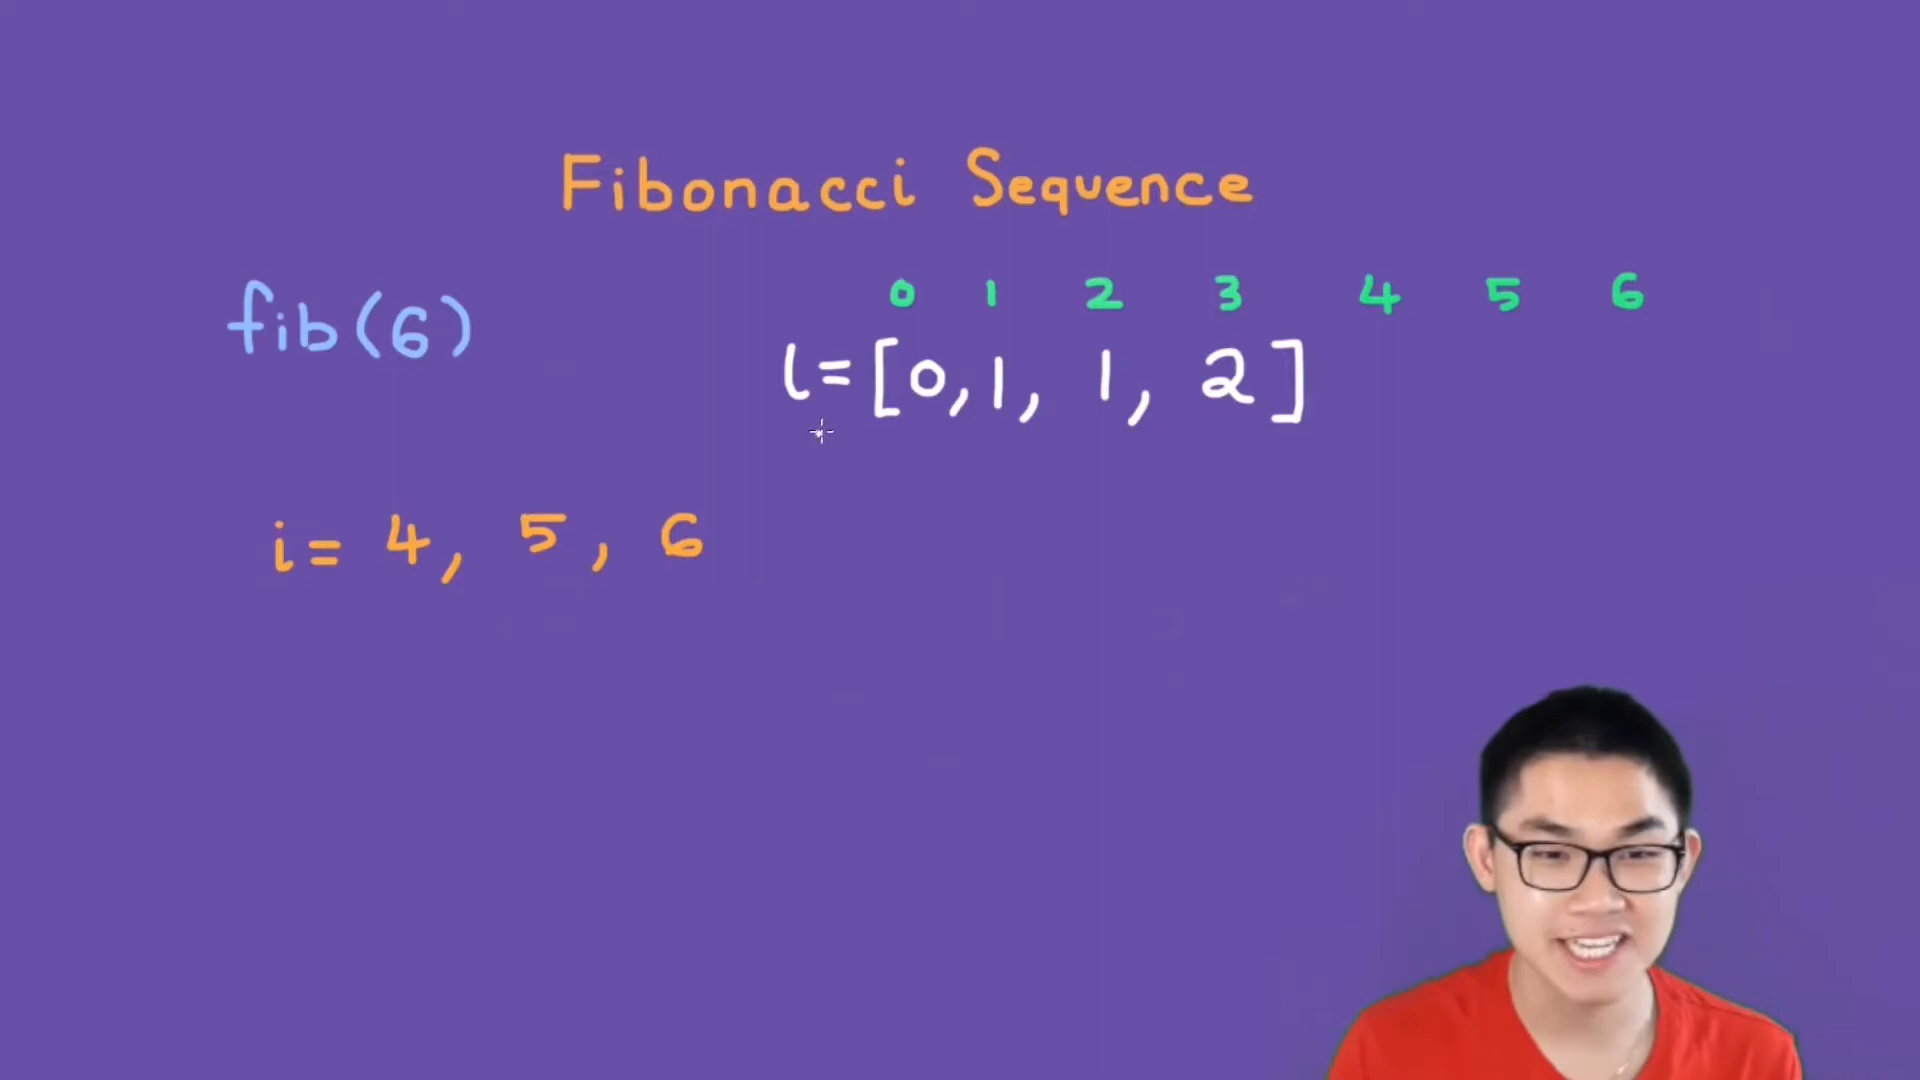 Fibonacci Sequence
fib(6)
0 1 2 3 4 5 6
l=[0,1, 1, 2]
i= 4, 5, 6